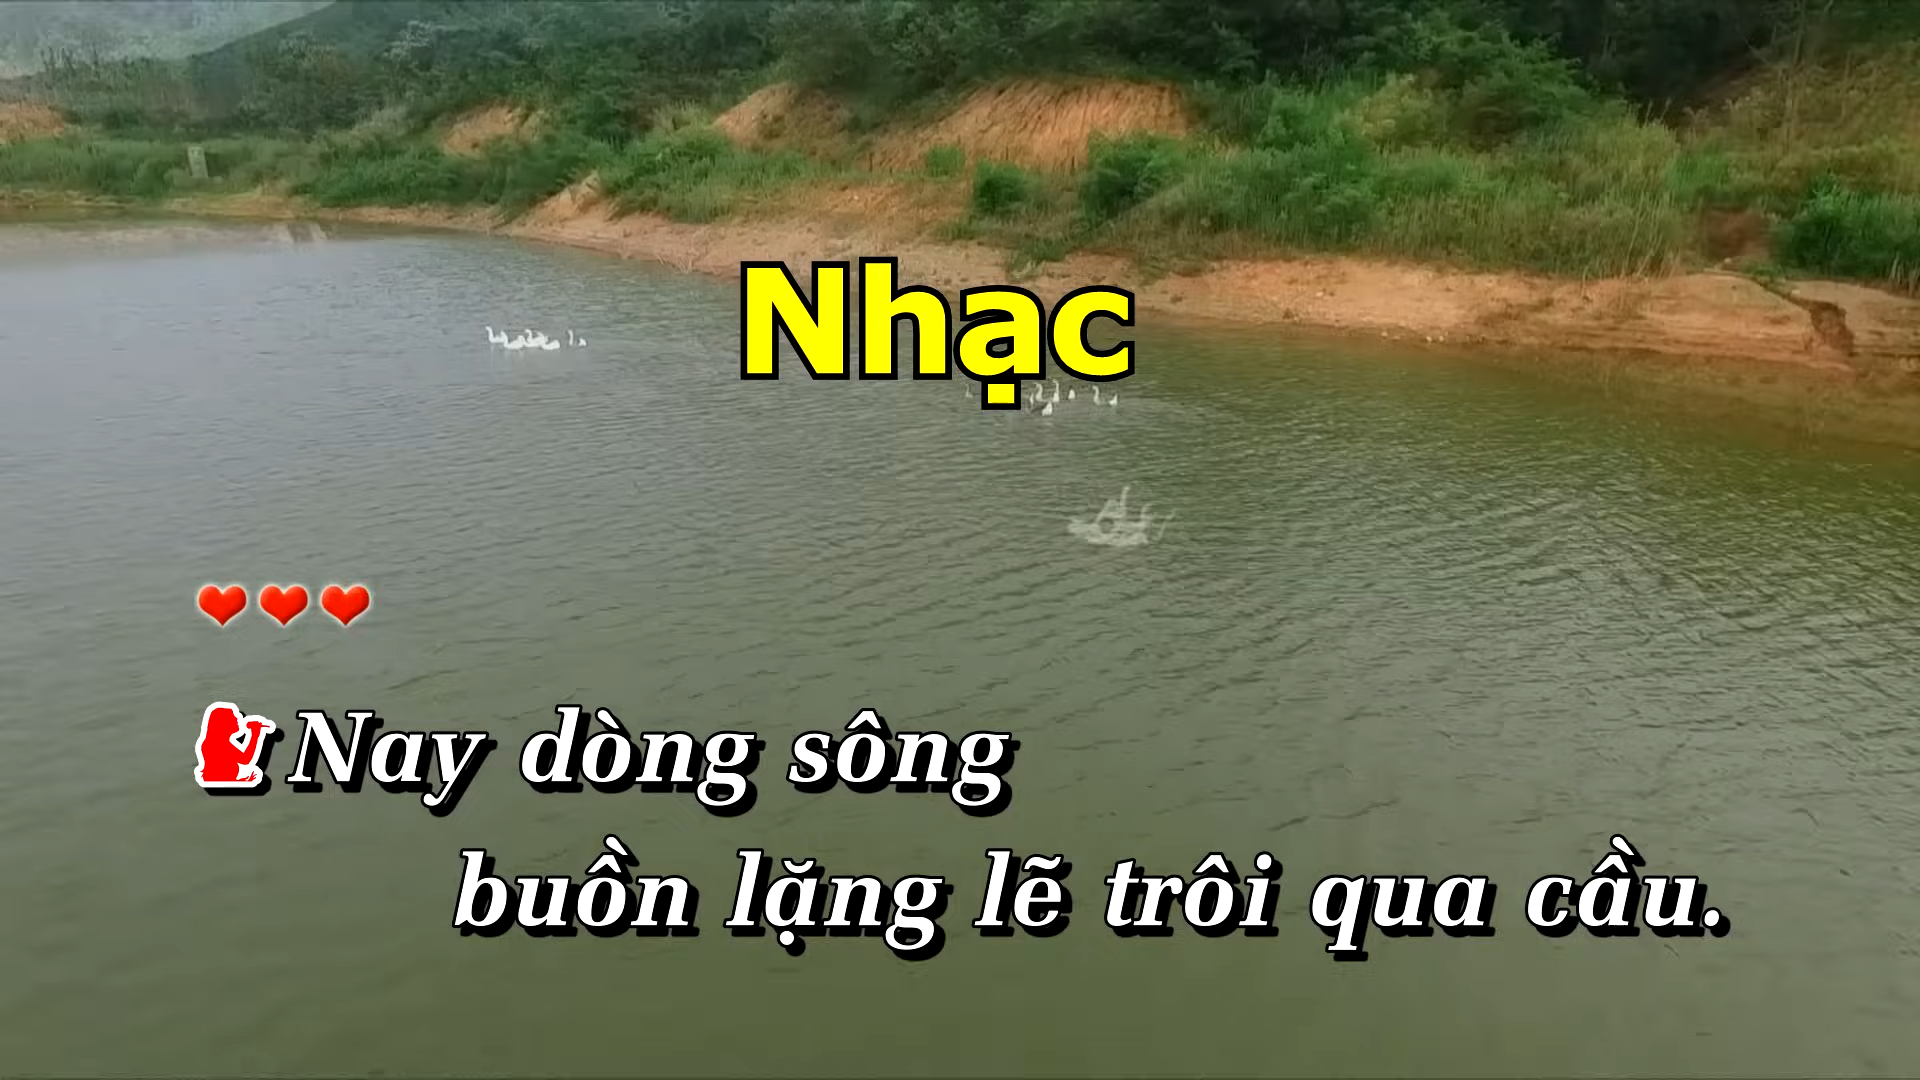 Nhạc
Nay dòng sông
buồn lặng lẽ trôi qua cầu.